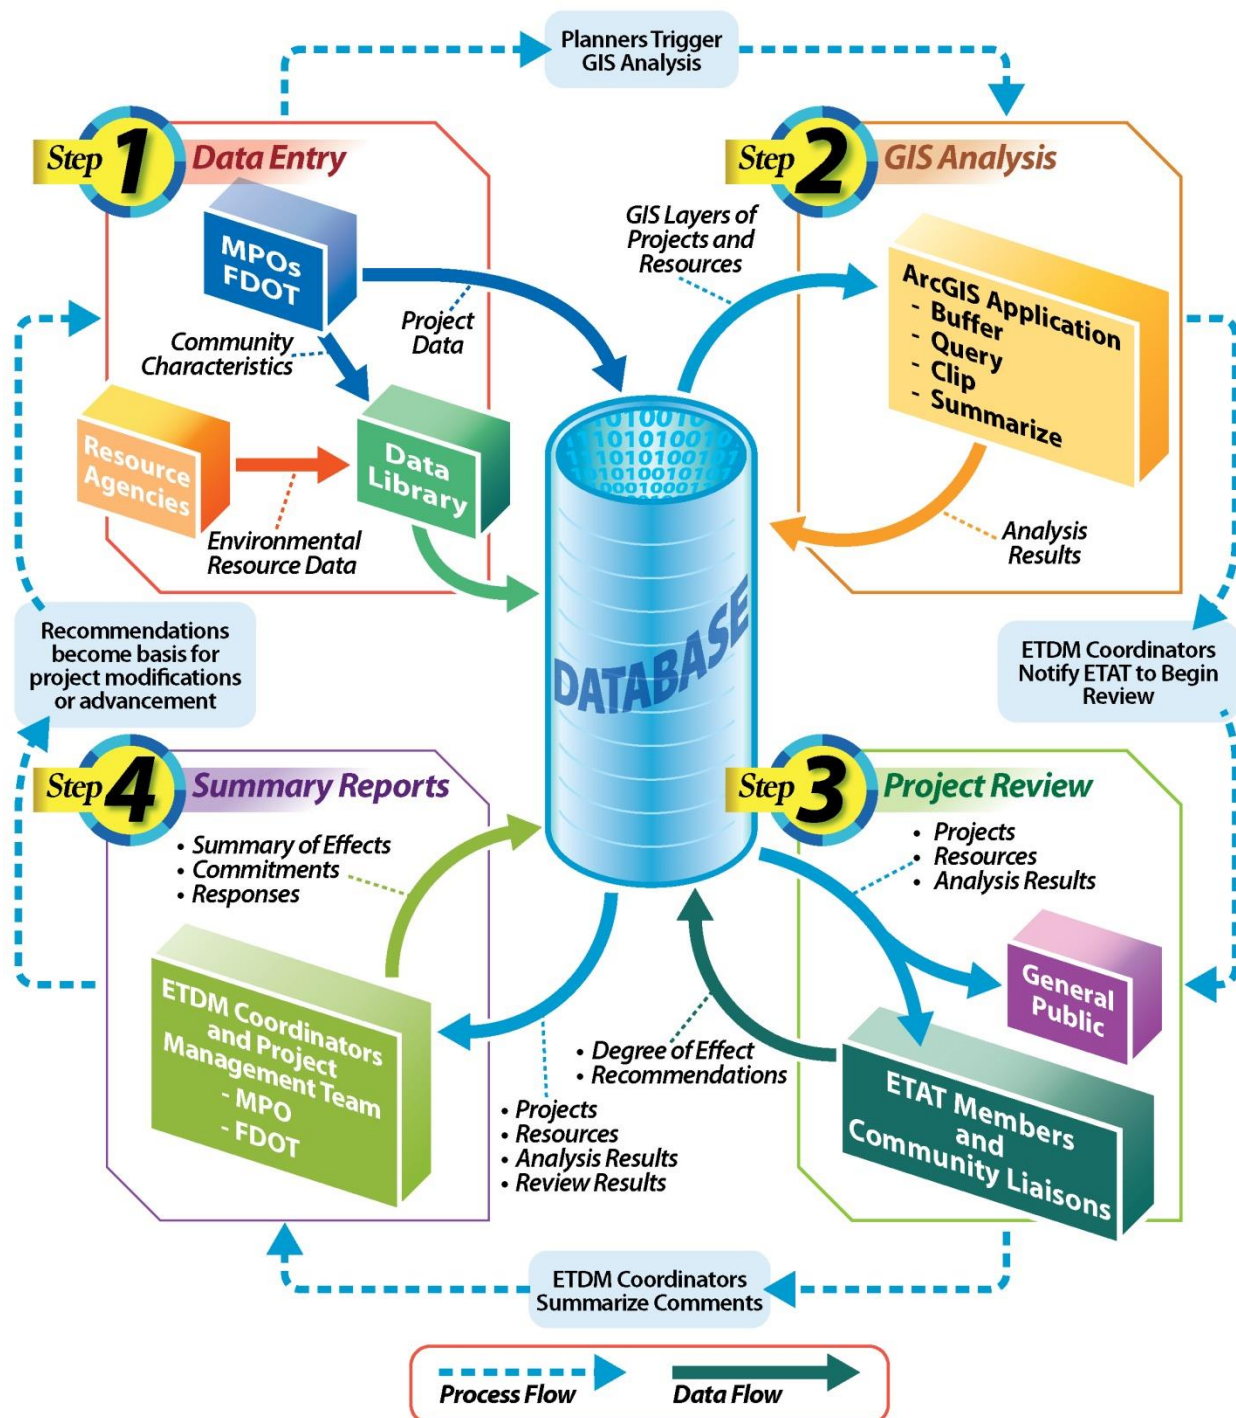 Planners Trigger
GIS Analysis
Step 1 Data Entry
MPOs
FDOT
Community
Characteristics
Project
Data
Resource
Agencies
Data
Library
Environmental
Resource Data
Step 2 GIS Analysis
GIS Layers of
Projects and
Resources
ArcGIS Application
- Buffer
- Query
- Clip
- Summarize
Analysis
Results
DATABASE
Recommendations
become basis for
project modifications
or advancement
ETDM Coordinators
Notify ETAT to Begin
Review
Step 4 Summary Reports
• Summary of Effects
• Commitments
• Responses
ETDM Coordinators
and Project
Management Team
- MPO
- FDOT
• Projects
• Resources
• Analysis Results
• Review Results
Step 3 Project Review
• Projects
• Resources
• Analysis Results
General
Public
• Degree of Effect
• Recommendations
ETAT Members
and
Community Liaisons
ETDM Coordinators
Summarize Comments
Process Flow
Data Flow